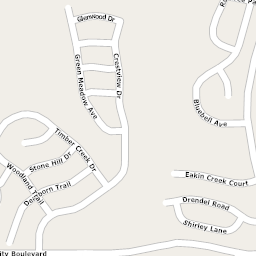 Glenwood Dr
Crestview Dr
Green Meadow Ave
Bluebell Ave
Timber Creek Dr
Stone Hill Dr
Woodland Trail
Dearborn Trail
Eakin Creek Court
Drendel Road
Shirley Lane
ity Boulevard